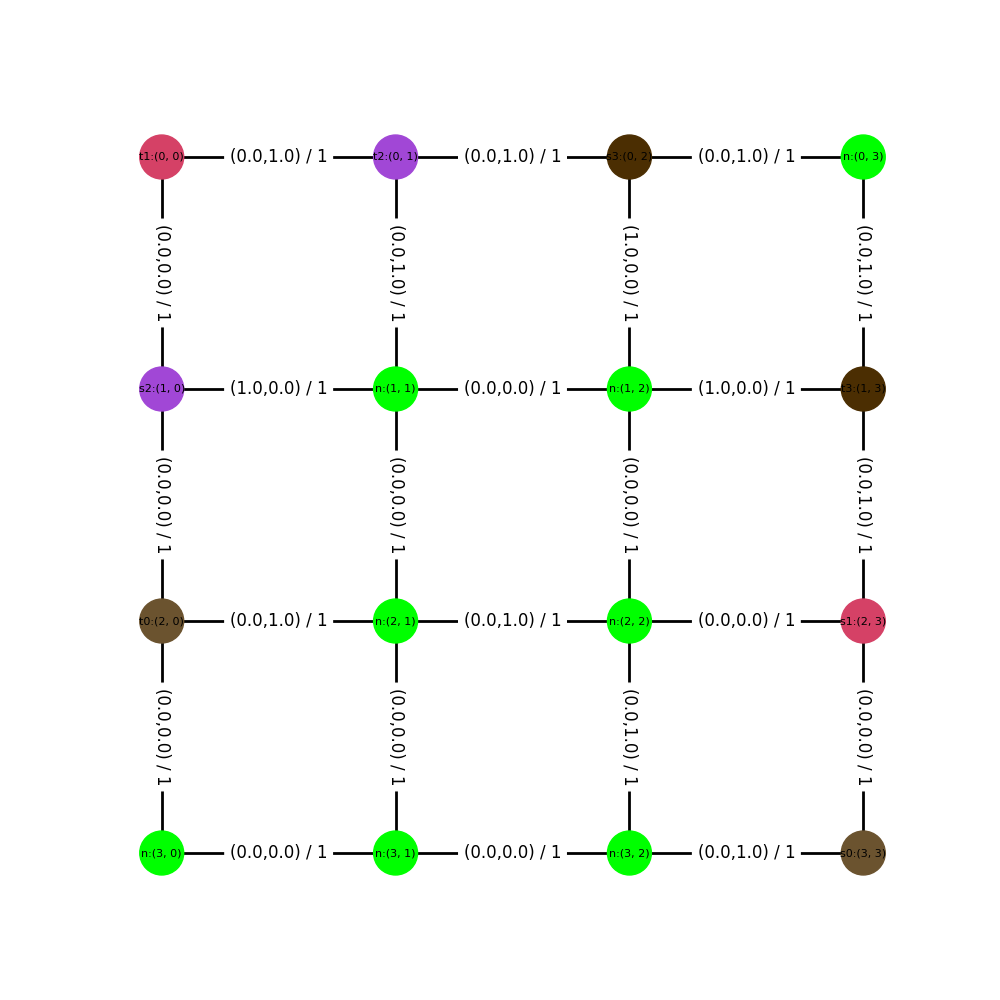 t1:(0, 0) (0.0,1.0) / 1 t2:(0, 1) (0.0,1.0) / 1 s3:(0, 2) (0.0,1.0) / 1 n:(0, 3)
(0.0,0.0) / 1 (0.0,1.0) / 1 (1.0,0.0) / 1 (0.0,1.0) / 1
s2:(1, 0) (1.0,0.0) / 1 n:(1, 1) (0.0,0.0) / 1 n:(1, 2) (1.0,0.0) / 1 t3:(1, 3)
(0.0,0.0) / 1 (0.0,0.0) / 1 (0.0,0.0) / 1 (0.0,1.0) / 1
t0:(2, 0) (0.0,1.0) / 1 n:(2, 1) (0.0,1.0) / 1 n:(2, 2) (0.0,0.0) / 1 s1:(2, 3)
(0.0,0.0) / 1 (0.0,0.0) / 1 (0.0,1.0) / 1 (0.0,0.0) / 1
n:(3, 0) (0.0,0.0) / 1 n:(3, 1) (0.0,0.0) / 1 n:(3, 2) (0.0,1.0) / 1 s0:(3, 3)